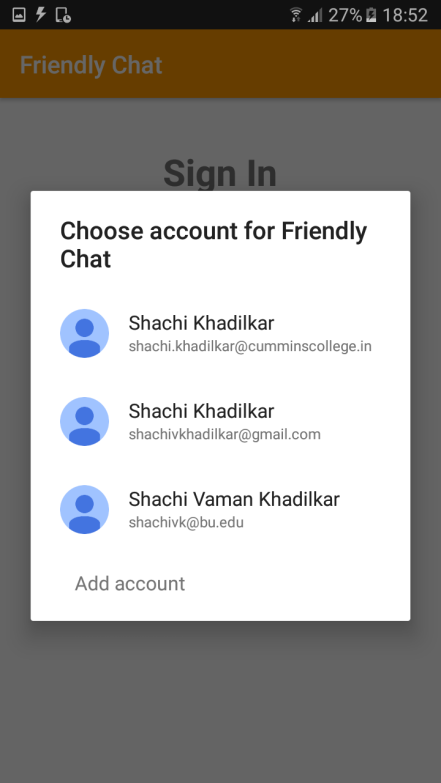 27% 18:52
Friendly Chat
Sign In
Choose account for Friendly
Chat
Shachi Khadilkar
shachi.khadilkar@cumminscollege.in
Shachi Khadilkar
shachivkhadilkar@gmail.com
Shachi Vaman Khadilkar
shachivk@bu.edu
Add account